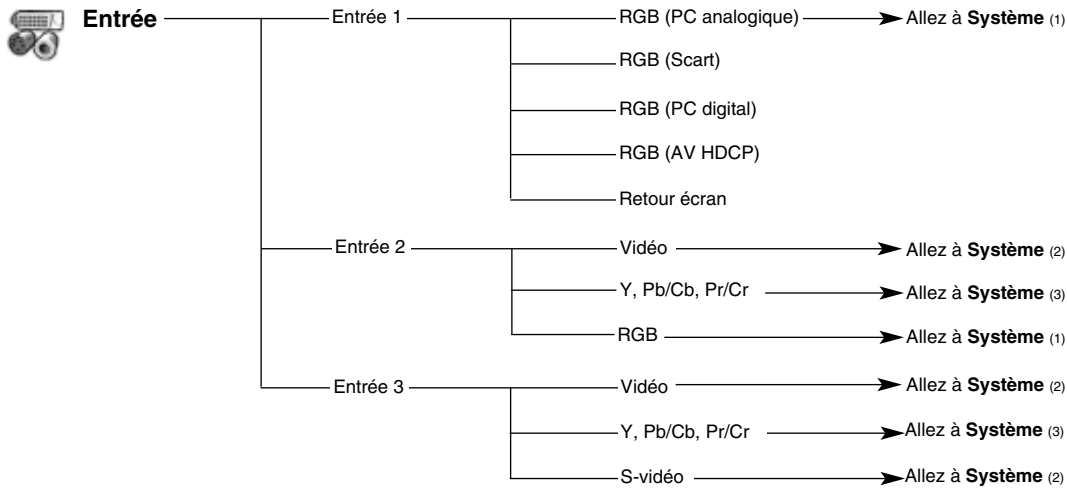 Entrée
Entrée 1
RGB (PC analogique)
Allez à Système (1)
RGB (Scart)
RGB (PC digital)
RGB (AV HDCP)
Retour écran
Entrée 2
Vidéo
Allez à Système (2)
Y, Pb/Cb, Pr/Cr
Allez à Système (3)
RGB
Allez à Système (1)
Entrée 3
Vidéo
Allez à Système (2)
Y, Pb/Cb, Pr/Cr
Allez à Système (3)
S-vidéo
Allez à Système (2)